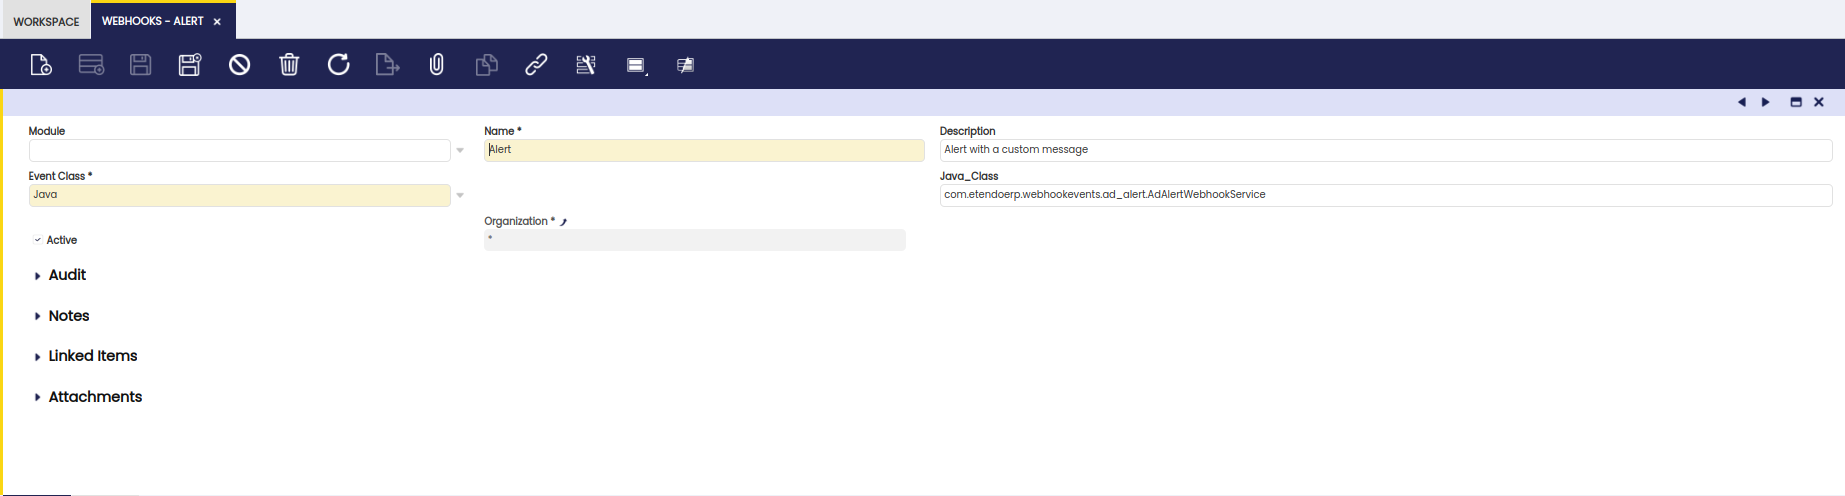 WORKSPACE
WEBHOOKS - ALERT
Module
Name *
Description
Alert
Alert with a custom message
Event Class *
Java_Class
Java
com.etendoerp.webhookevents.ad_alert.AdAlertWebhookService
Organization *
Active
*
Audit
Notes
Linked Items
Attachments